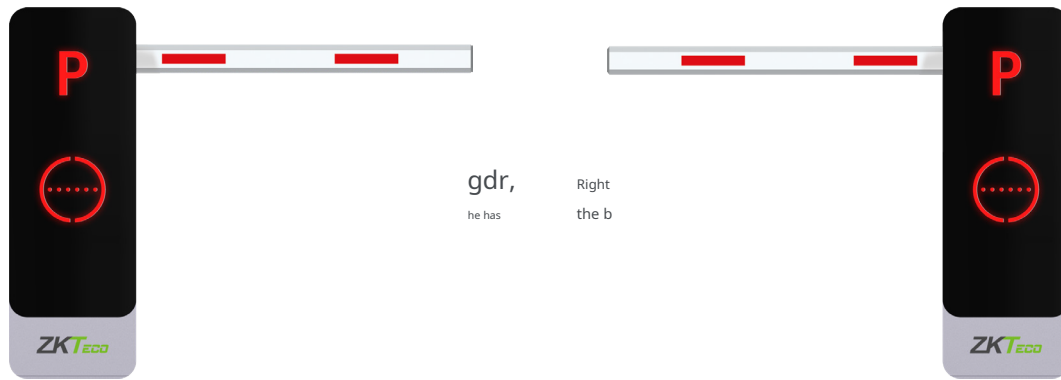 P
P
gdr,
Right
he has
the b
ZKTeco
ZKTeco